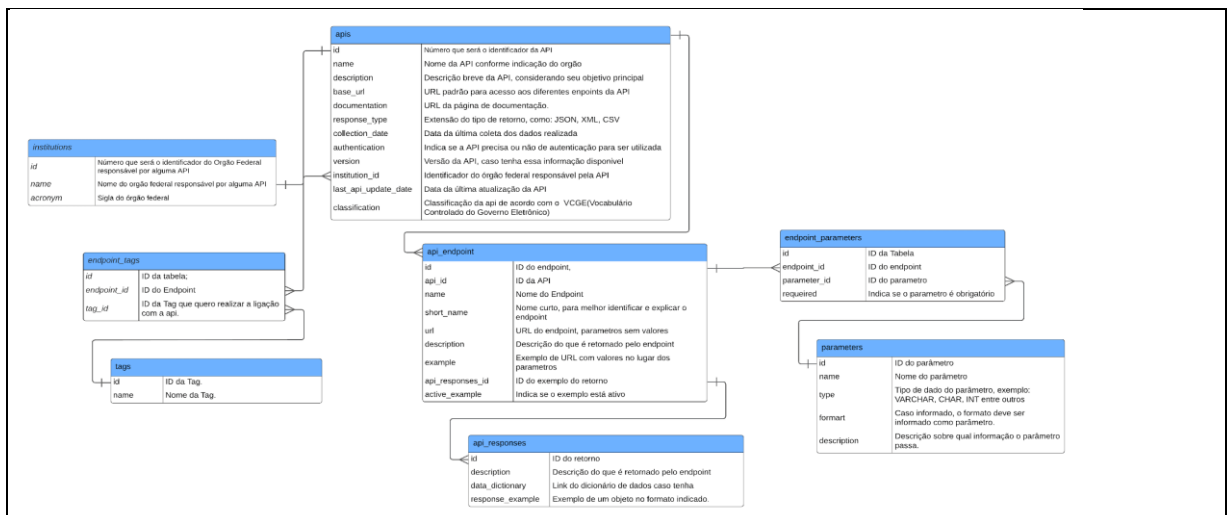 apis
id Número que será o identificador da API
name Nome da API conforme indicação do orgão
description Descrição breve da API, considerando seu objetivo principal
base_url URL padrão para acesso aos diferentes enpoints da API
documentation URL da página de documentação.
response_type Extensão do tipo de retorno, como: JSON, XML, CSV
collection_date Data da última coleta dos dados realizada
authentication Indica se a API precisa ou não de autenticação para ser utilizada
version Versão da API, caso tenha essa informação disponivel
institution_id Identificador do órgão federal responsável pela API
last_api_update_date Data da última atualização da API
classification Classificação da api de acordo com o VCGE(Vocabulário
Controlado do Governo Eletrônico)
institutions
id Número que será o identificador do Orgão Federal
responsável por alguma API
name Nome do orgão federal responsável por alguma API
acronym Sigla do órgão federal
endpoint_tags
id ID da tabela;
endpoint_id ID do Endpoint
tag_id ID da Tag que quero realizar a ligação
com a api.
tags
id ID da Tag.
name Nome da Tag.
api_endpoint
id ID do endpoint,
api_id ID da API
name Nome do Endpoint
short_name Nome curto, para melhor identificar e explicar o
endpoint
url URL do endpoint, parametros sem valores
description Descrição do que é retornado pelo endpoint
example Exemplo de URL com valores no lugar dos
parametros
api_responses_id ID do exemplo do retorno
active_example Indica se o exemplo está ativo
api_responses
id ID do retorno
description Descrição do que é retornado pelo endpoint
data_dictionary Link do dicionário de dados caso tenha
response_example Exemplo de um objeto no formato indicado.
endpoint_parameters
id ID da Tabela
endpoint_id ID do endpoint
parameter_id ID do parametro
requeired Indica se o parametro é obrigatório
parameters
id ID do parâmetro
name Nome do parâmetro
type Tipo de dado do parâmetro, exemplo:
VARCHAR, CHAR, INT entre outros
formart Caso informado, o formato deve ser
informado como parâmetro.
description Descrição sobre qual informação o parâmetro
passa.